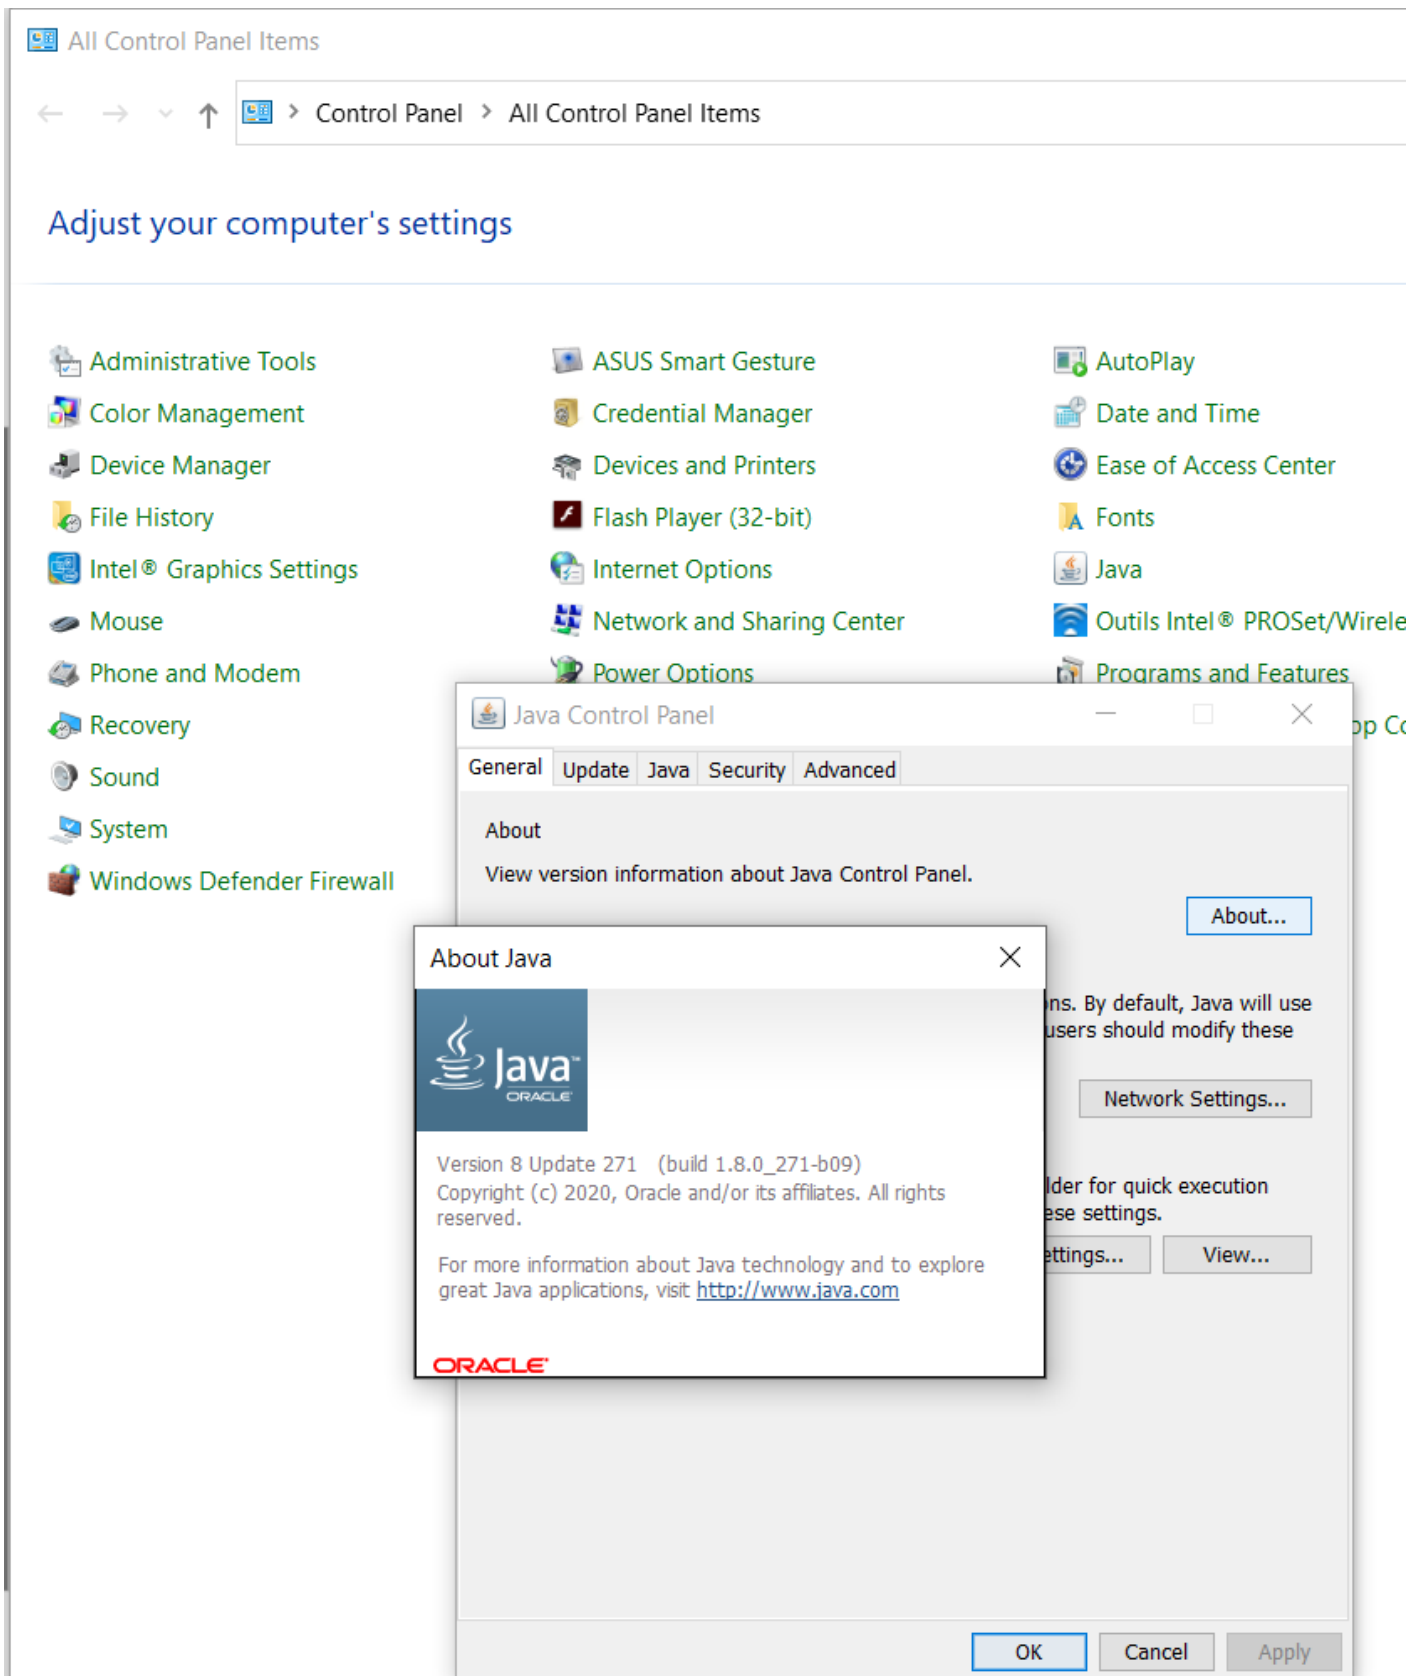 All Control Panel Items
Control Panel > All Control Panel Items
Adjust your computer's settings
Administrative Tools
ASUS Smart Gesture
AutoPlay
Color Management
Credential Manager
Date and Time
Device Manager
Devices and Printers
Ease of Access Center
File History
Flash Player (32-bit)
Fonts
Intel® Graphics Settings
Internet Options
Java
Mouse
Network and Sharing Center
Outils Intel® PROSet/Wirele
Phone and Modem
Power Options
Programs and Features
Recovery
Sound
System
Windows Defender Firewall
Java Control Panel
General Update Java Security Advanced
About
View version information about Java Control Panel.
About...
About Java
Java™
ORACLE
Version 8 Update 271 (build 1.8.0_271-b09)
Copyright (c) 2020, Oracle and/or its affiliates. All rights
reserved.
For more information about Java technology and to explore
great Java applications, visit http://www.java.com
ORACLE
ns. By default, Java will use
users should modify these
Network Settings...
lder for quick execution
ese settings.
ettings...
View...
OK
Cancel
Apply